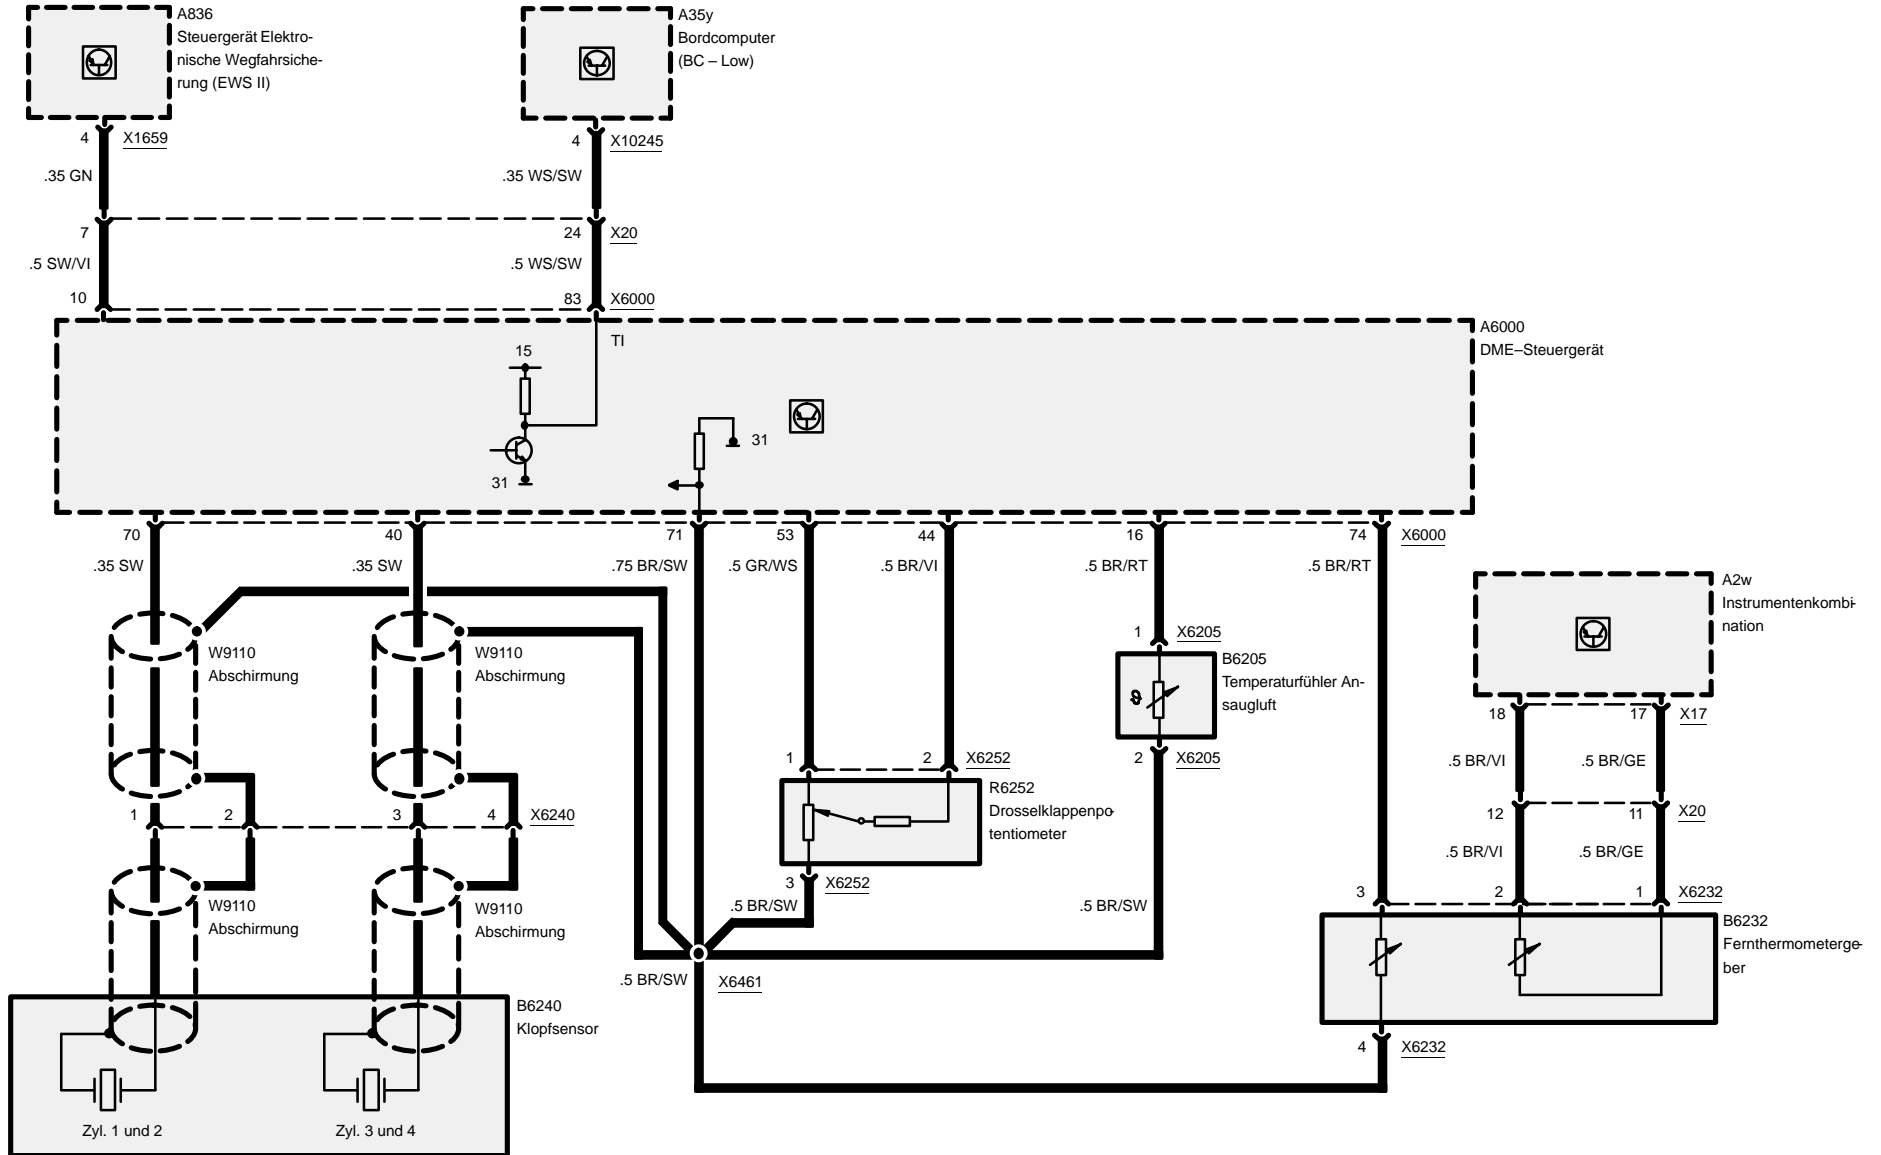 A836
Steuergerät Elektro-
nische Wegfahrsiche-
rung (EWS II)
A35y
Bordcomputer
(BC – Low)
4 X1659
4 X10245
.35 GN
.35 WS/SW
7
24 X20
.5 SW/VI
.5 WS/SW
10
83 X6000
TI
A6000
DME–Steuergerät
15
31
31
70
40
71
53
44
16
74 X6000
.35 SW
.35 SW
.75 BR/SW
.5 GR/WS
.5 BR/VI
.5 BR/RT
.5 BR/RT
A2w
Instrumentenkombi-
nation
W9110
Abschirmung
W9110
Abschirmung
1 X6205
B6205
Temperaturfühler An-
saugluft
ϑ
2 X6205
18
17 X17
.5 BR/VI
.5 BR/GE
1
2 X6252
R6252
Drosselklappenpo-
tentiometer
3 X6252
1
2
3
4 X6240
12
11 X20
.5 BR/VI
.5 BR/GE
W9110
Abschirmung
W9110
Abschirmung
.5 BR/SW
.5 BR/SW
3
2
1 X6232
B6232
Fernthermometerge-
ber
.5 BR/SW
X6461
B6240
Klopfsensor
4 X6232
Zyl. 1 und 2
Zyl. 3 und 4